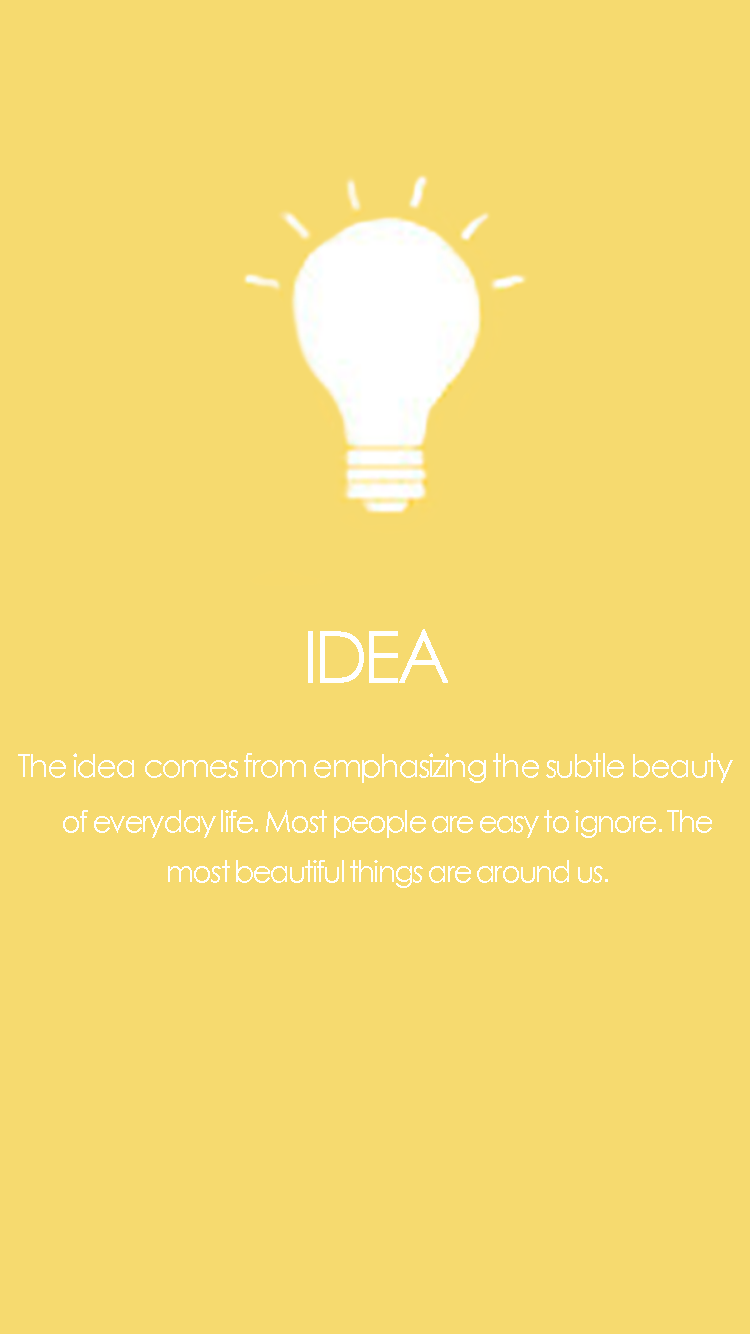 IDEA
The idea comes from emphasizing the subtle beauty
of everyday life. Most people are easy to ignore. The
most beautiful things are around us.